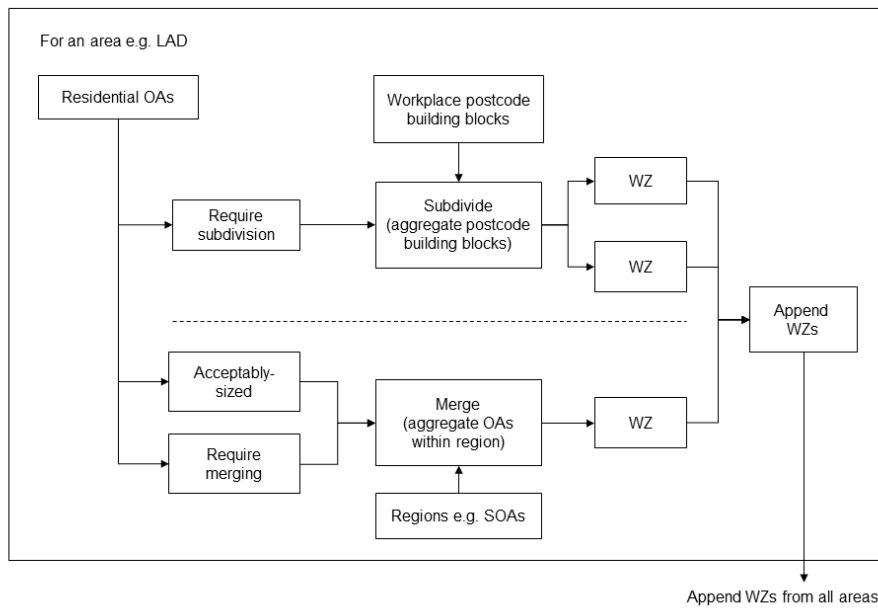 For an area e.g. LAD
Residential OAs
Workplace postcode
building blocks
Require
subdivision
Subdivide
(aggregate postcode
building blocks)
WZ
WZ
Append
WZs
Acceptably-
sized
Require
merging
Merge
(aggregate OAs
within region)
WZ
Regions e.g. SOAs
Append WZs from all areas